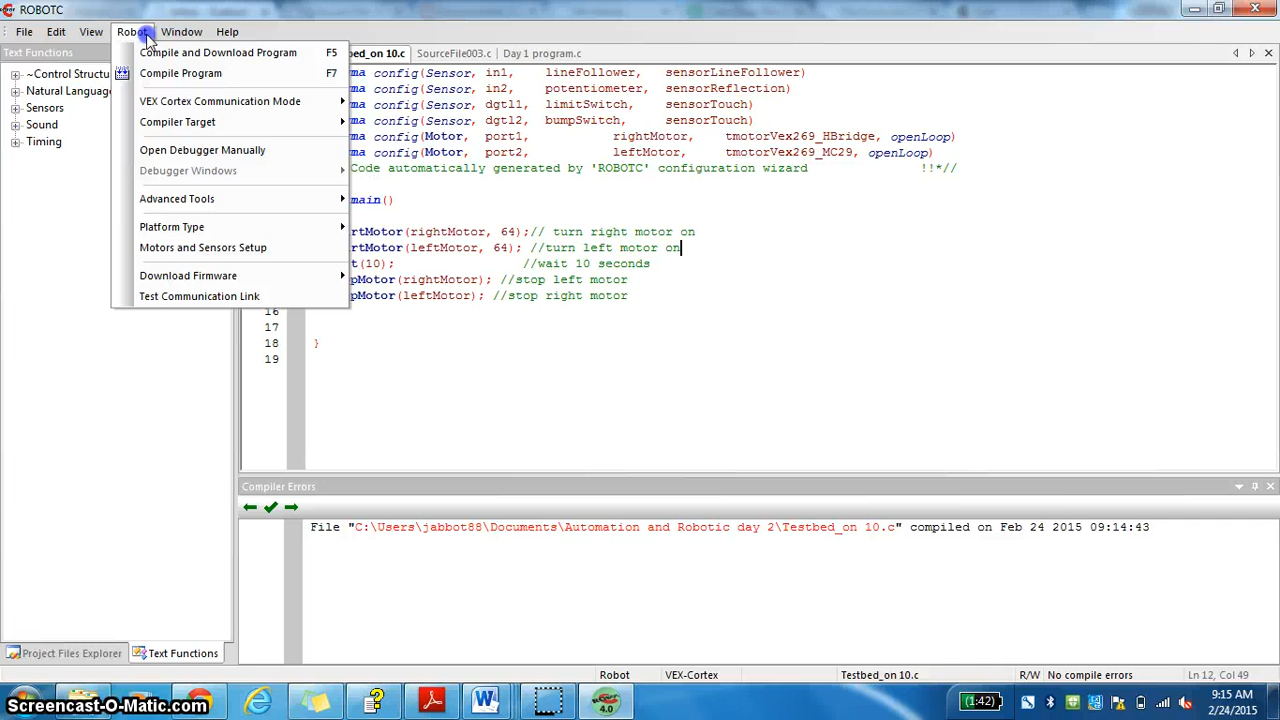 ROBOTC
File Edit View Robot Window Help
Text Functions
~Control Structu
Natural Language
Sensors
Sound
Timing
Compile and Download Program F5
Compile Program F7
VEX Cortex Communication Mode
Compiler Target
Open Debugger Manually
Debugger Windows
Advanced Tools
Platform Type
Motors and Sensors Setup
Download Firmware
Test Communication Link
bed_on 10.c SourceFile003.c Day 1 program.c
ma config(Sensor, in1, lineFollower, sensorLineFollower)
ma config(Sensor, in2, potentiometer, sensorReflection)
ma config(Sensor, dgtl1, limitSwitch, sensorTouch)
ma config(Sensor, dgtl2, bumpSwitch, sensorTouch)
ma config(Motor, port1, rightMotor, tmotorVex269_HBridge, openLoop)
ma config(Motor, port2, leftMotor, tmotorVex269_MC29, openLoop)
Code automatically generated by 'ROBOTC' configuration wizard !!*//
main()
rtMotor(rightMotor, 64);// turn right motor on
rtMotor(leftMotor, 64); //turn left motor on
t(10); //wait 10 seconds
pMotor(rightMotor); //stop left motor
pMotor(leftMotor); //stop right motor
16
17
18 }
19
Compiler Errors
File "C:\Users\jabbot88\Documents\Automation and Robotic day 2\Testbed_on 10.c" compiled on Feb 24 2015 09:14:43
Project Files Explorer Text Functions
Robot VEX-Cortex Testbed_on 10.c R/W No compile errors Ln 12, Col 49
4.0
(1:42)
9:15 AM
2/24/2015
Screencast-O-Matic.com